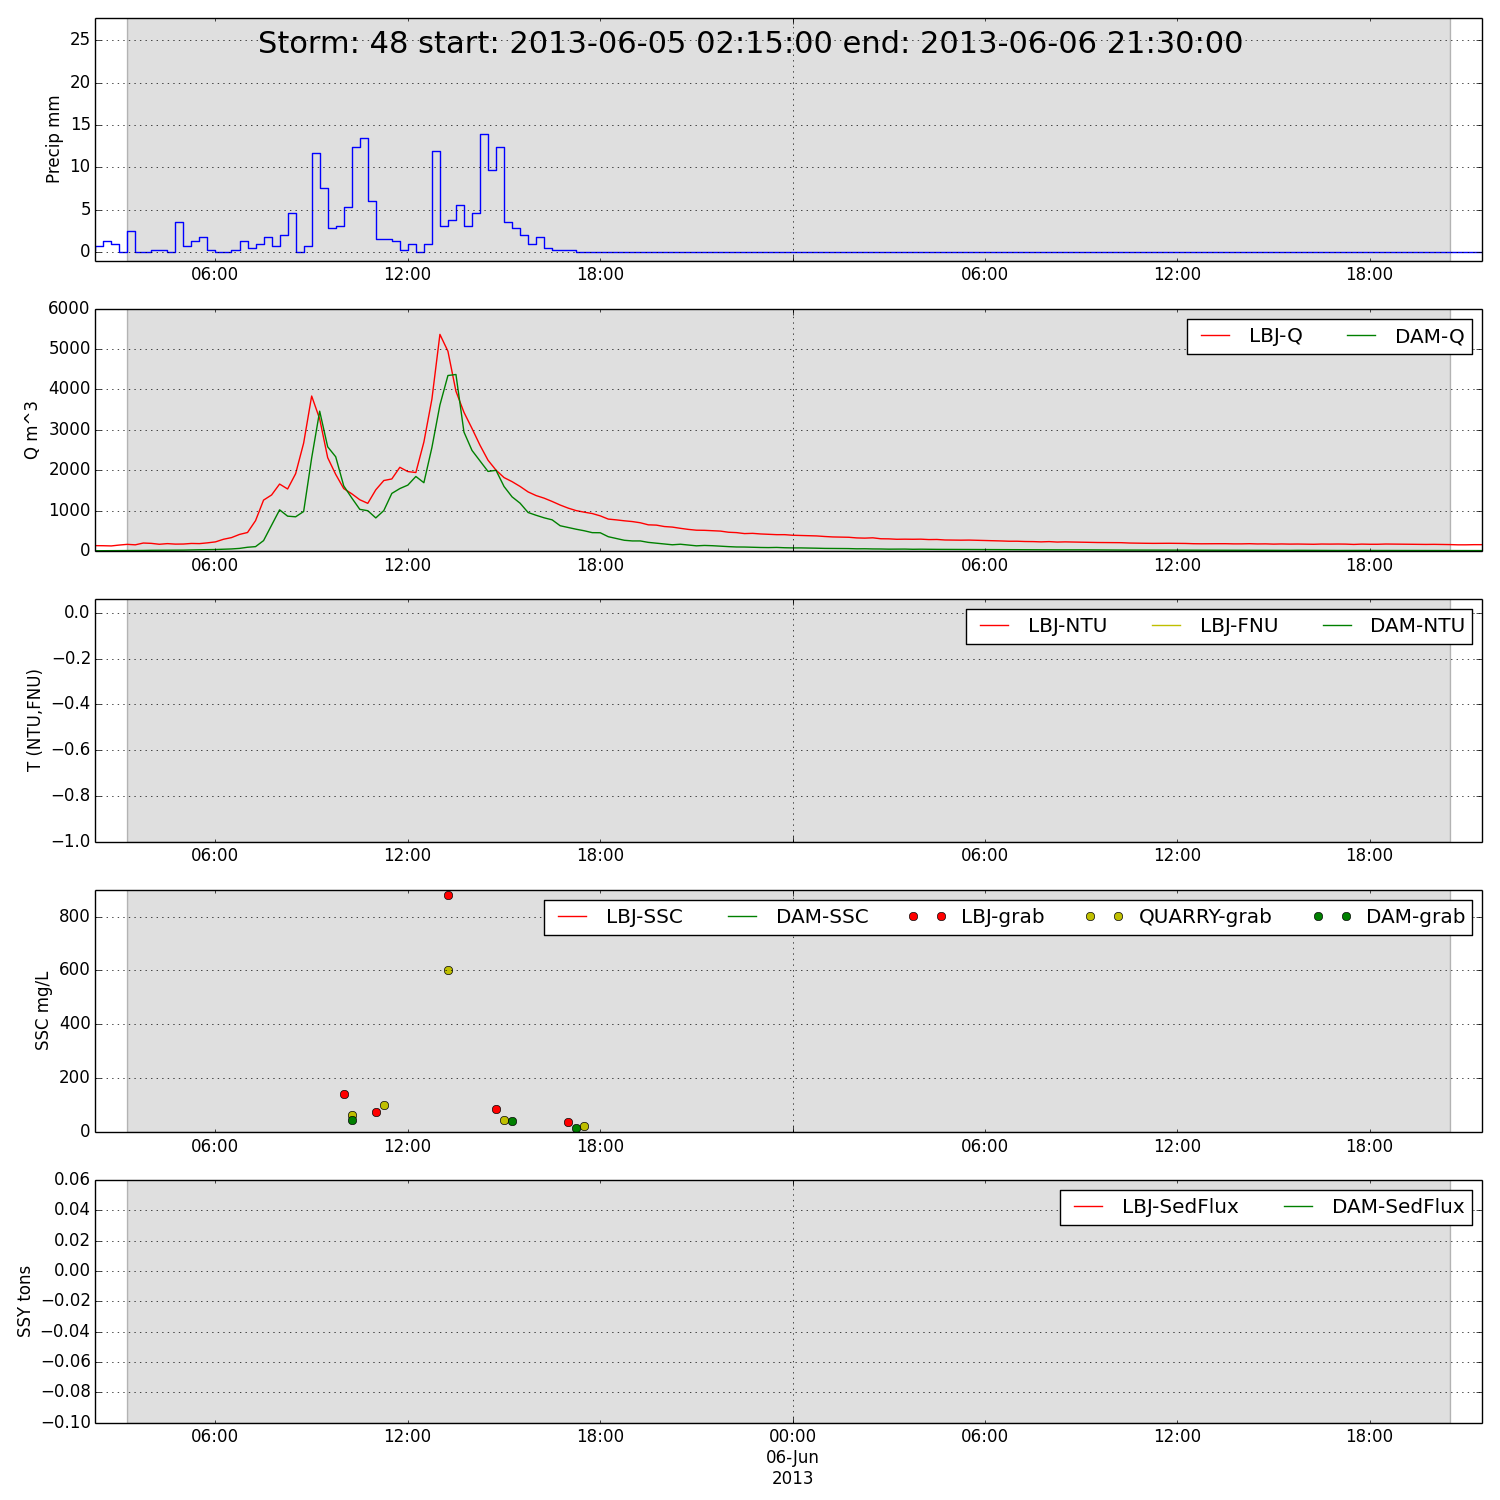 Storm: 48 start: 2013-06-05 02:15:00 end: 2013-06-06 21:30:00
Precip mm
25
20
15
10
5
0
06:00 12:00 18:00 06:00 12:00 18:00
Q m^3
6000
5000
4000
3000
2000
1000
0
LBJ-Q DAM-Q
06:00 12:00 18:00 06:00 12:00 18:00
T (NTU,FNU)
0.0
−0.2
−0.4
−0.6
−0.8
−1.0
LBJ-NTU LBJ-FNU DAM-NTU
06:00 12:00 18:00 06:00 12:00 18:00
SSC mg/L
800
600
400
200
0
LBJ-SSC DAM-SSC LBJ-grab QUARRY-grab DAM-grab
06:00 12:00 18:00 06:00 12:00 18:00
SSY tons
0.06
0.04
0.02
0.00
−0.02
−0.04
−0.06
−0.08
−0.10
LBJ-SedFlux DAM-SedFlux
06:00 12:00 18:00 00:00 06:00 12:00 18:00
06-Jun
2013